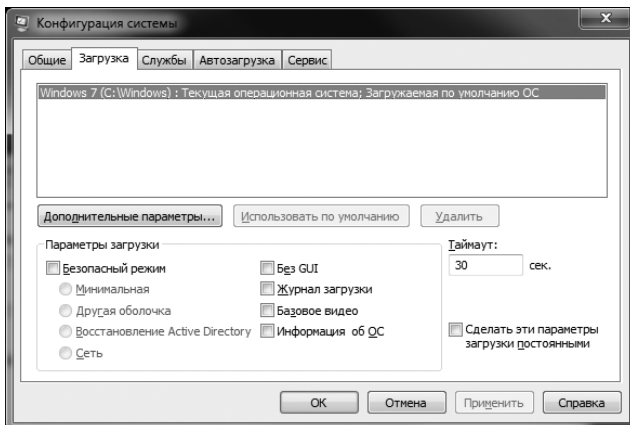 Конфигурация системы
Общие Загрузка Службы Автозагрузка Сервис
Windows 7 (C:\Windows) : Текущая операционная система; Загружаемая по умолчанию ОС
Дополнительные параметры... Использовать по умолчанию Удалить
Параметры загрузки Таймаут:
Безопасный режим Без GUI 30 сек.
Минимальная Журнал загрузки
Другая оболочка Базовое видео
Восстановление Active Directory Информация об ОС Сделать эти параметры
Сеть загрузки постоянными
ОК Отмена Применить Справка